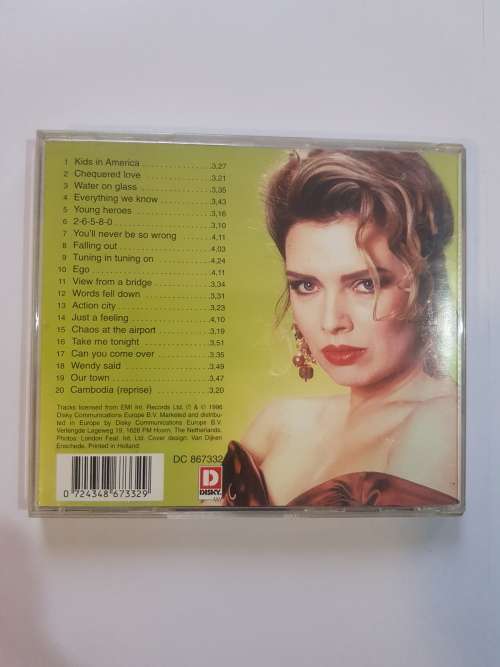 1 Kids in America ................ 3,27
2 Chequered love ................ 3,21
3 Water on glass ................ 3,35
4 Everything we know ................ 3,43
5 Young heroes ................ 3,16
6 2-6-5-8-0 ................ 3,10
7 You'll never be so wrong ................ 4,11
8 Falling out ................ 4,03
9 Tuning in tuning on ................ 4,24
10 Ego ................ 4,11
11 View from a bridge ................ 3,34
12 Words fell down ................ 3,31
13 Action city ................ 3,23
14 Just a feeling ................ 4,10
15 Chaos at the airport ................ 3,19
16 Take me tonight ................ 3,51
17 Can you come over ................ 3,35
18 Wendy said ................ 3,49
19 Our town ................ 3,47
20 Cambodia (reprise) ................ 3,20
Tracks licensed from EMI Int. Records Ltd. ℗ & © 1996
Disky Communications Europe B.V. Marketed and distri-
buted by Disky Communications Europe B.V.
Verlengde Lageweg 19, 1628 PM Hoorn, The Netherlands.
Photos: London Feat. Int. Ltd. Cover design: Van Dijken
Enschede. Printed in Holland
DC 867332
D
DISKY.
0 724348 673329